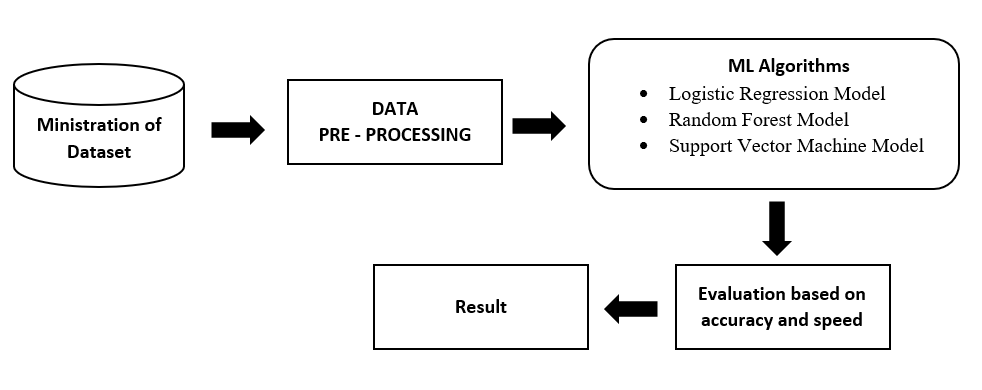 Ministration of
Dataset
DATA
PRE - PROCESSING
ML Algorithms
• Logistic Regression Model
• Random Forest Model
• Support Vector Machine Model
Evaluation based on
accuracy and speed
Result